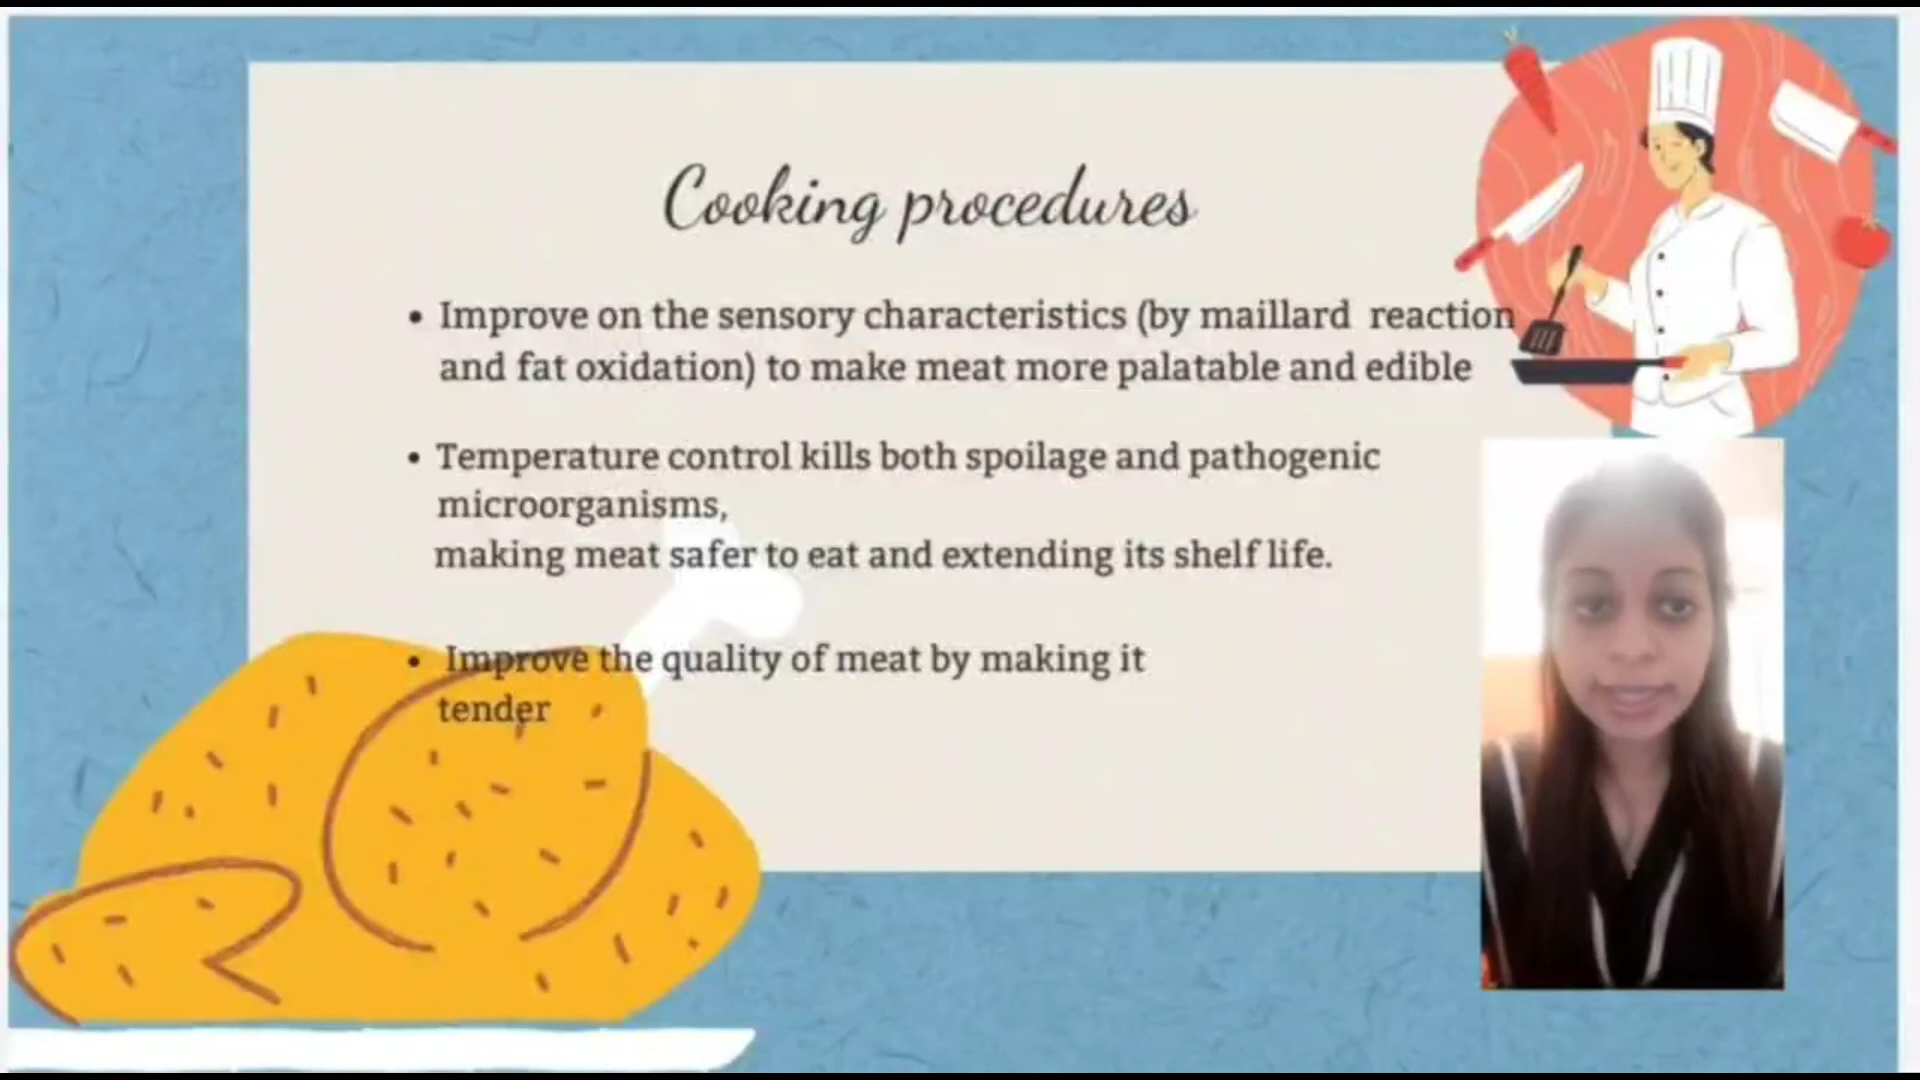 Cooking procedures
• Improve on the sensory characteristics (by maillard reaction
and fat oxidation) to make meat more palatable and edible
• Temperature control kills both spoilage and pathogenic
microorganisms,
making meat safer to eat and extending its shelf life.
• Improve the quality of meat by making it
tender